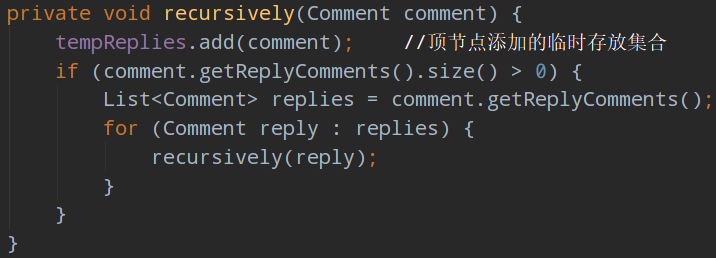 private void recursively(Comment comment) {
    tempReplies.add(comment);    //顶节点添加的临时存放集合
    if (comment.getReplyComments().size() > 0) {
        List<Comment> replies = comment.getReplyComments();
        for (Comment reply : replies) {
            recursively(reply);
        }
    }
}